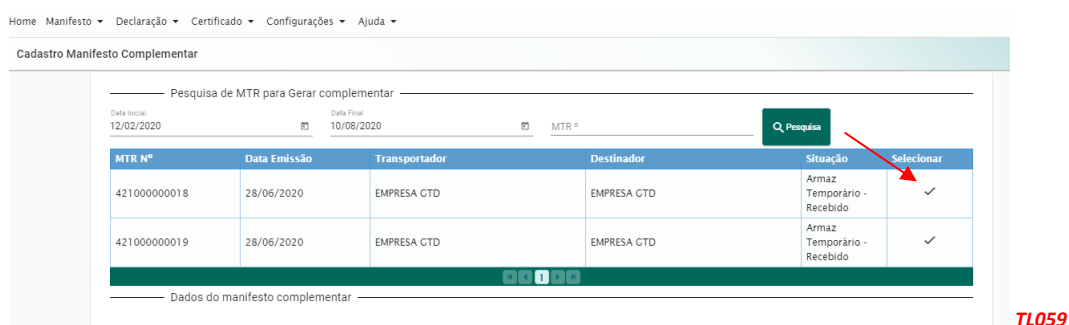 Home Manifesto Declaração Certificado Configurações Ajuda
Cadastro Manifesto Complementar
Pesquisa de MTR para Gerar complementar
Data Inicial Data Final
12/02/2020 10/08/2020 MTR º Pesquisa
MTR Nº Data Emissão Transportador Destinador Situação Selecionar
421000000018 28/06/2020 EMPRESA GTD EMPRESA GTD Armaz
Temporário -
Recebido
421000000019 28/06/2020 EMPRESA GTD EMPRESA GTD Armaz
Temporário -
Recebido
1
Dados do manifesto complementar
TL059